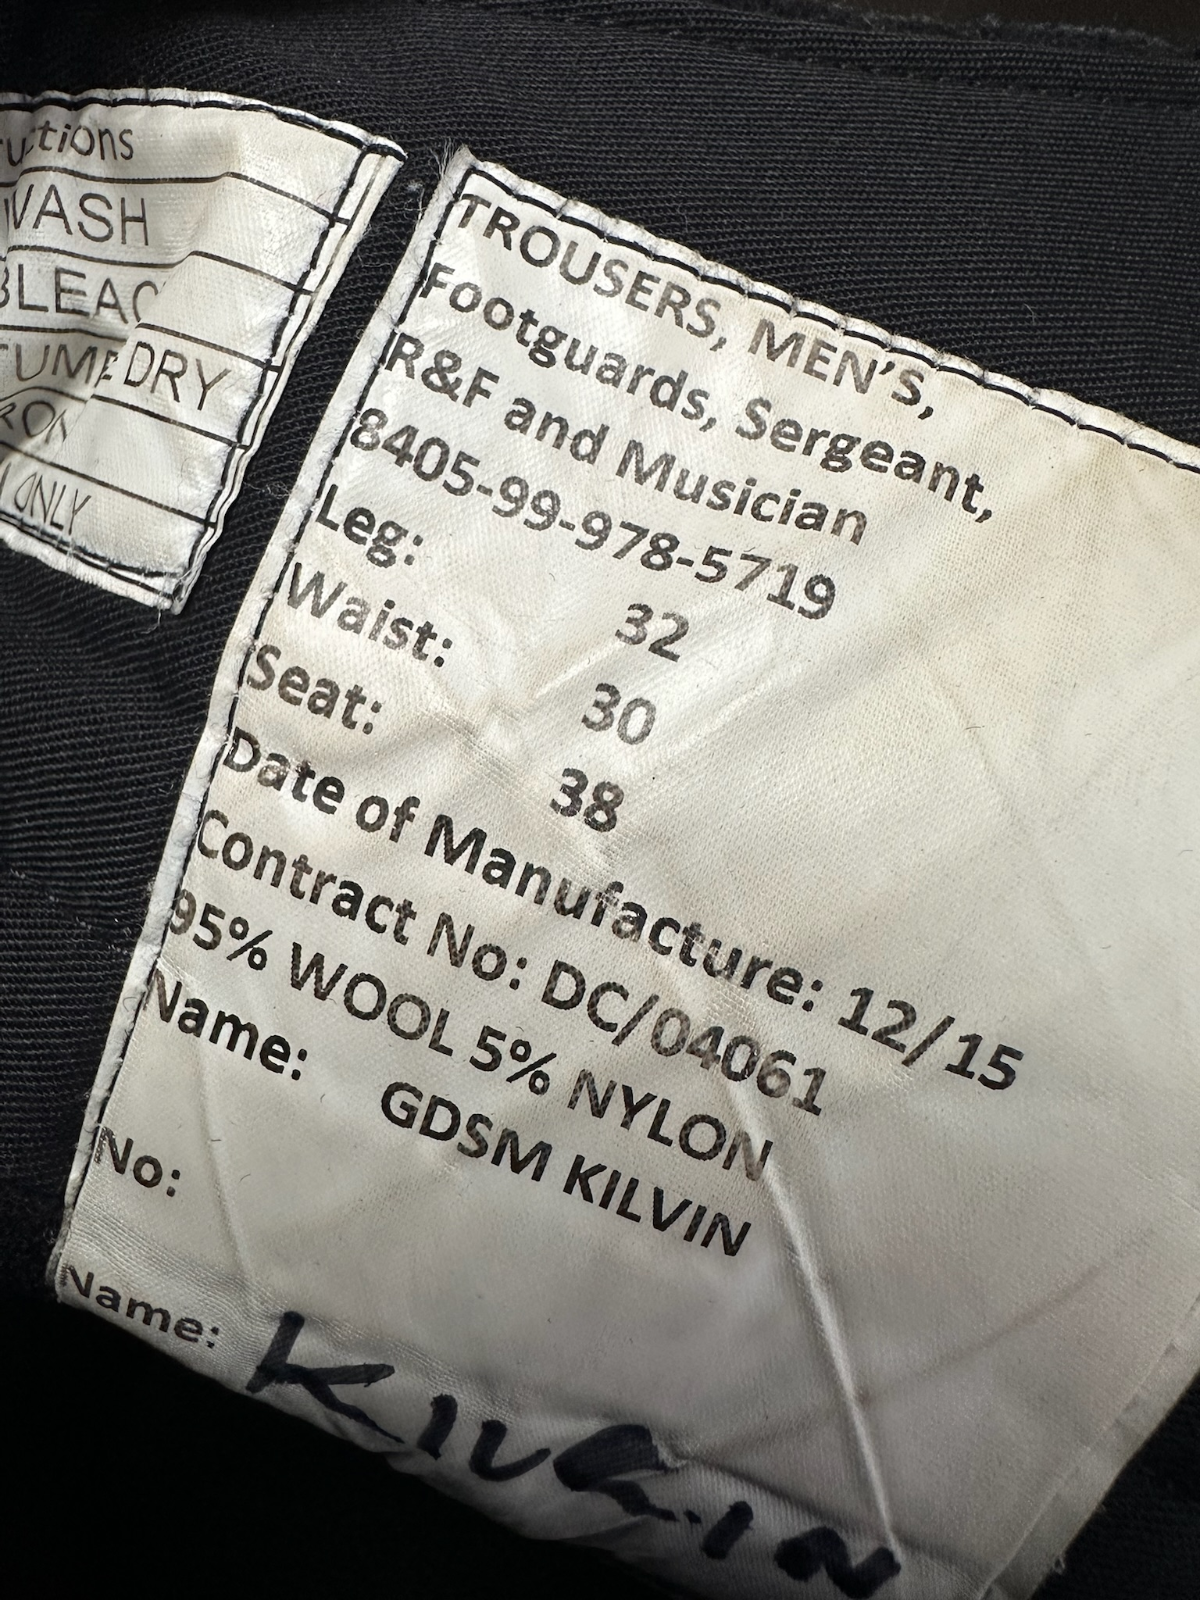 uctions
WASH
BLEAC
TUMBLE DRY
RON
ONLY
TROUSERS, MEN'S,
Footguards, Sergeant,
R&F and Musician
8405-99-978-5719
Leg: 32
Waist: 30
Seat: 38
Date of Manufacture: 12/15
Contract No: DC/04061
95% WOOL 5% NYLON
Name: GDSM KILVIN
No:
Name: KILVIN